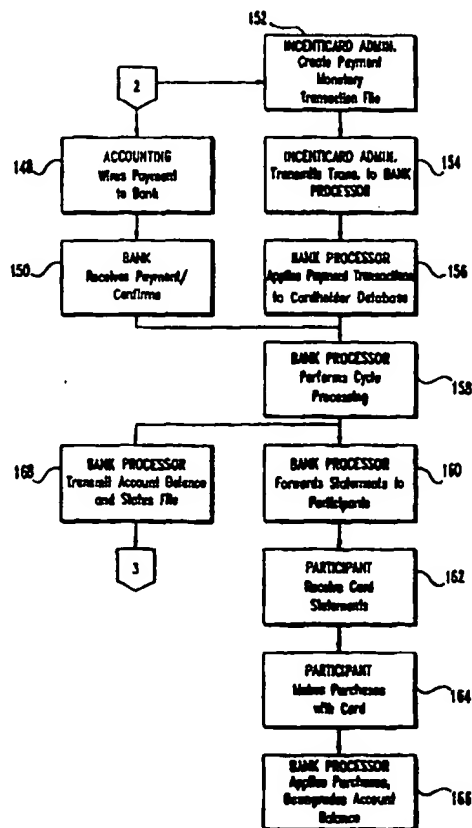 152
INCENTICARD ADMIN.
Create Payment
Monetary
Transaction File
2
148
ACCOUNTING
Wires Payment
to Bank
INCENTICARD ADMIN.
Transmits Trans. to BANK
PROCESSOR
154
150
BANK
Receives Payment/
Confirms
BANK PROCESSOR
Applies Payment Transactions
to Cardholder Database
156
BANK PROCESSOR
Performs Cycle
Processing
158
168
BANK PROCESSOR
Transmit Account Balance
and Status File
BANK PROCESSOR
Forwards Statements to
Participants
160
3
PARTICIPANT
Receive Card
Statements
162
PARTICIPANT
Makes Purchases
with Card
164
BANK PROCESSOR
Applies Purchases,
Downgrades Account
Balance
166